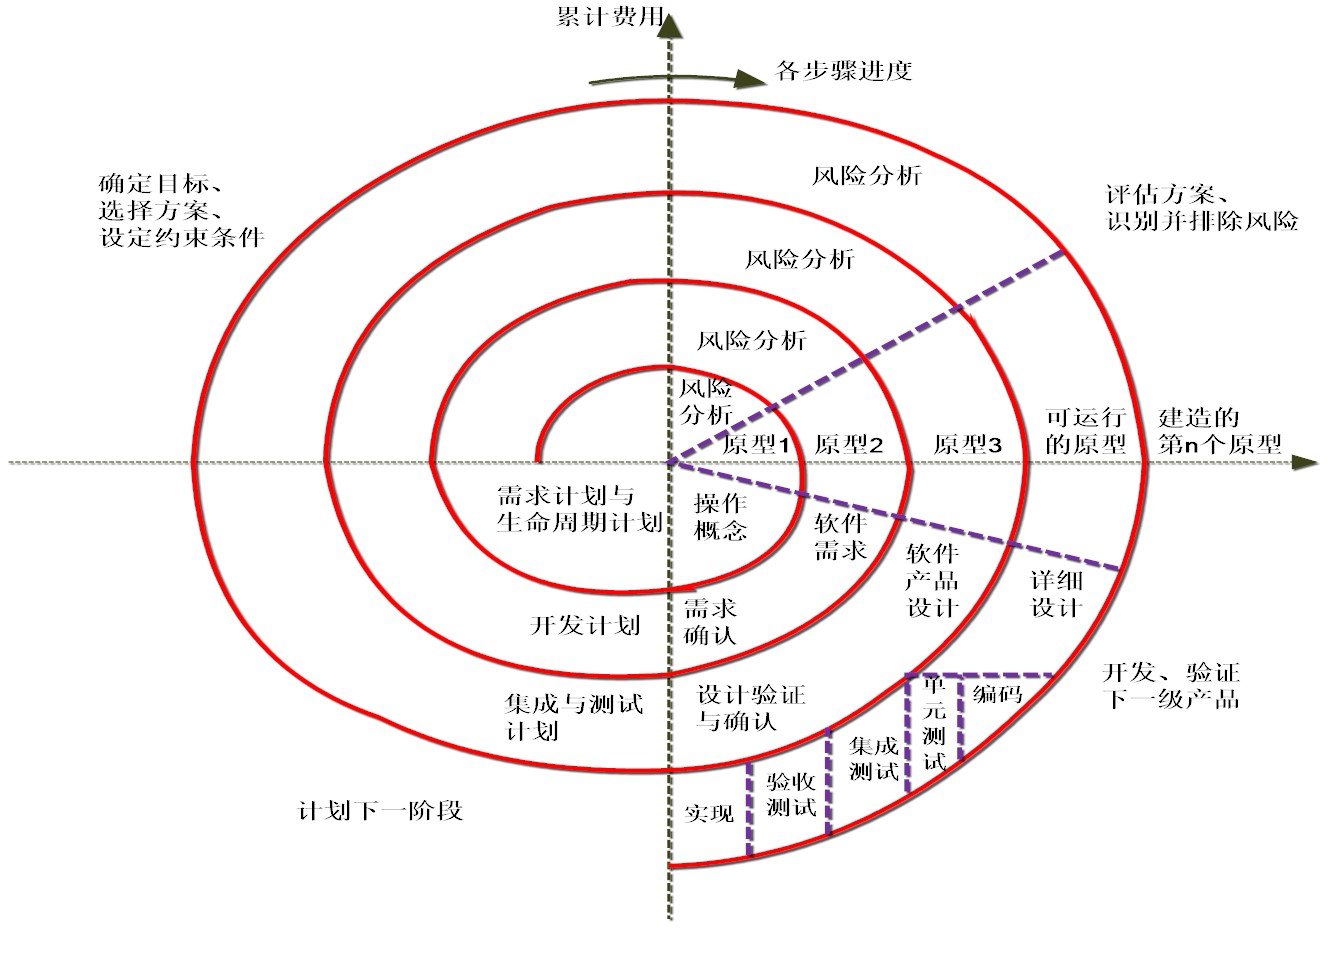 累计费用
各步骤进度
确定目标、
选择方案、
设定约束条件
风险分析
评估方案、
识别并排除风险
风险分析
风险分析
风险
分析
原型1
原型2
原型3
可运行
的原型
建造的
第n个原型
需求计划与
生命周期计划
操作
概念
软件
需求
软件
产品
设计
详细
设计
开发计划
需求
确认
集成与测试
计划
设计验证
与确认
单
元
测
试
编码
开发、验证
下一级产品
集成
测试
验收
测试
实现
计划下一阶段